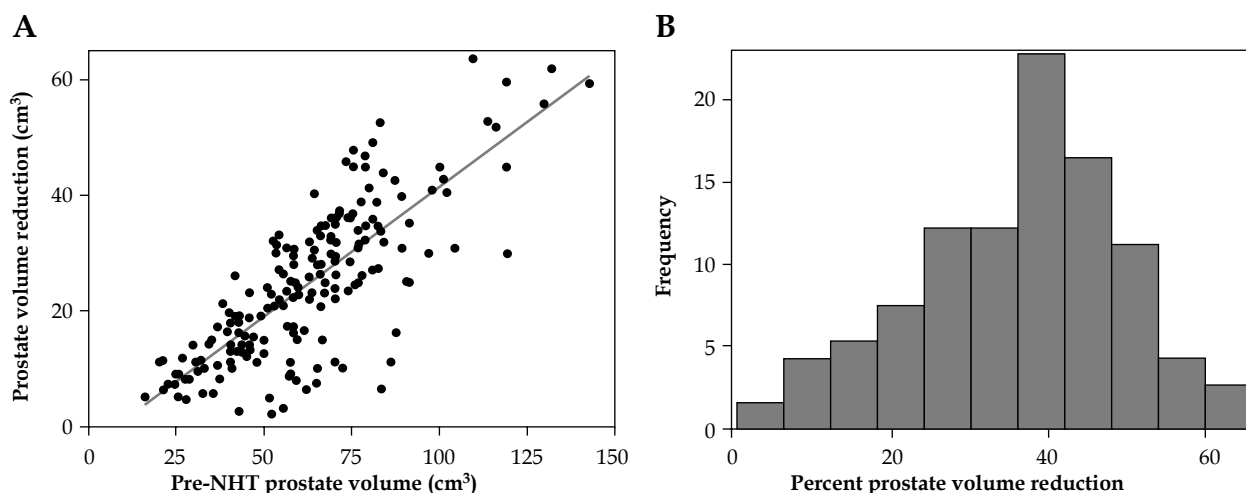 A
Prostate volume reduction (cm³)
60
40
20
0
0 25 50 75 100 125 150
Pre-NHT prostate volume (cm³)
B
Frequency
20
15
10
5
0
0 20 40 60
Percent prostate volume reduction